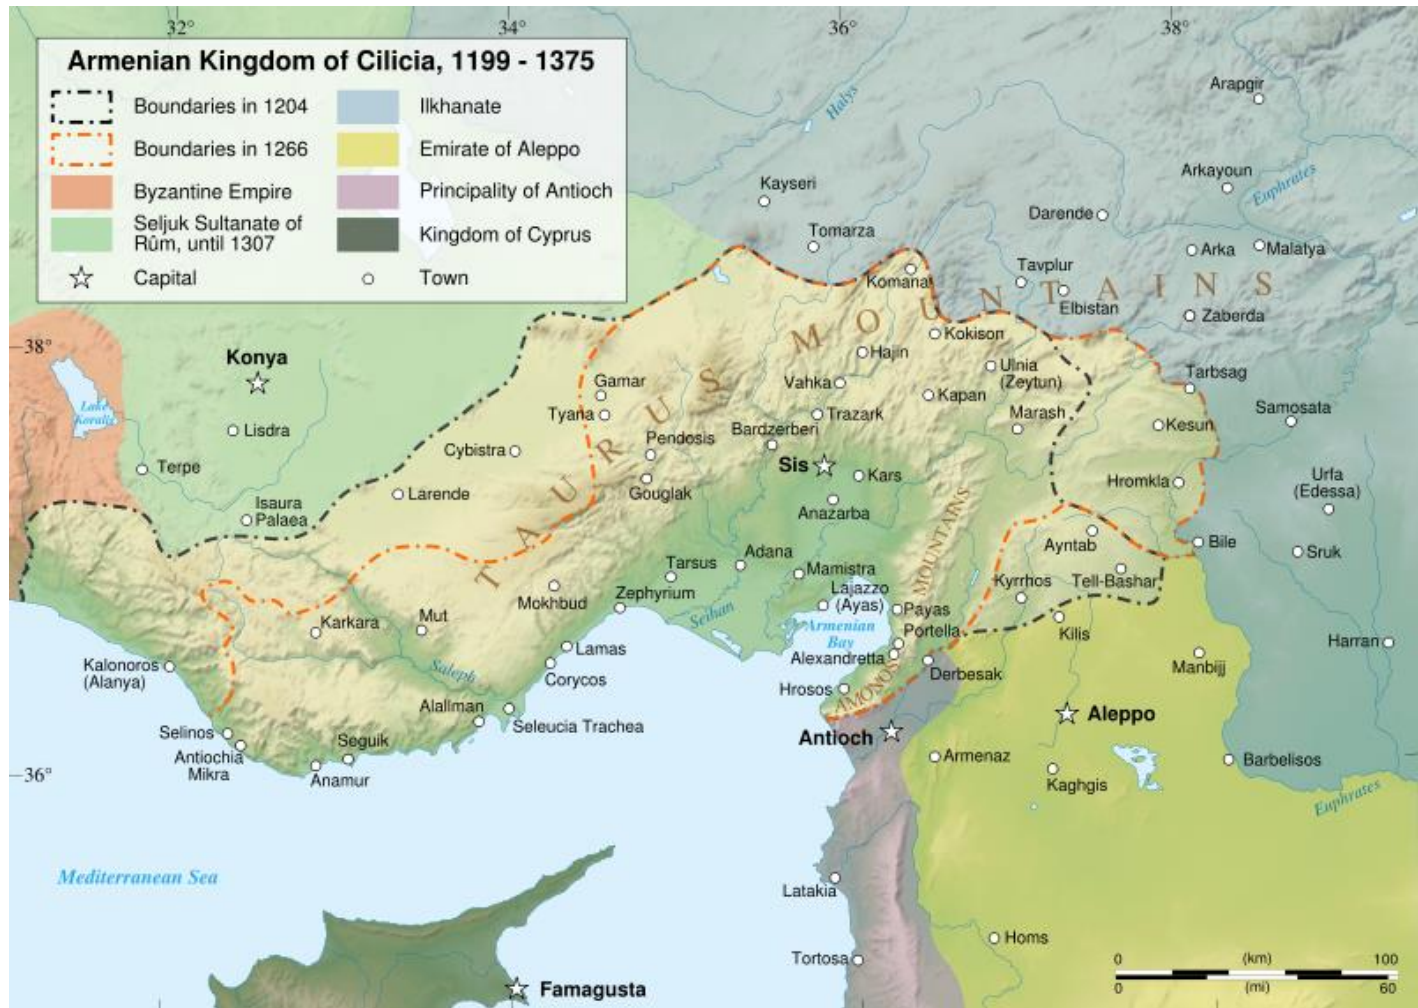 32°
34°
36°
38°
Armenian Kingdom of Cilicia, 1199 - 1375
Boundaries in 1204
Boundaries in 1266
Byzantine Empire
Seljuk Sultanate of
Rûm, until 1307
Capital
Ilkhanate
Emirate of Aleppo
Principality of Antioch
Kingdom of Cyprus
Town
Halys
Arapgir
Arkayoun
Euphrates
Kayseri
Darende
Tomarza
Arka
Malatya
Komana
Tavplur
Elbistan
TAURUS MOUNTAINS
Zaberda
38°
Konya
Kokison
Hajin
Ulnia
(Zeytun)
Tarbsag
Gamar
Vahka
Kapan
Lake
Koralis
Tyana
Trazark
Marash
Samosata
Lisdra
Bardzerberi
Kesun
Cybistra
Pendosis
Terpe
Sis
Kars
Larende
Gouglak
Hromkla
Urfa
(Edessa)
Isaura
Palaea
Anazarba
AMONOS MOUNTAINS
Ayntab
Bile
Sruk
Tarsus
Adana
Mamistra
Kyrrhos
Tell-Bashar
Mokhbud
Zephyrium
Lajazzo
(Ayas)
Seihan
Payas
Armenian
Bay
Karkara
Mut
Portella
Kilis
Harran
Lamas
Alexandretta
Kalonoros
(Alanya)
Saleph
Corycos
Derbesak
Manbijj
Hrosos
Alallman
Seleucia Trachea
Aleppo
Selinos
Antioch
Antiochia
Mikra
Seguik
Armenaz
Barbelisos
36°
Anamur
Kaghgis
Euphrates
Mediterranean Sea
Latakia
Homs
Tortosa
Famagusta
0 (km) 100
0 (mi) 60